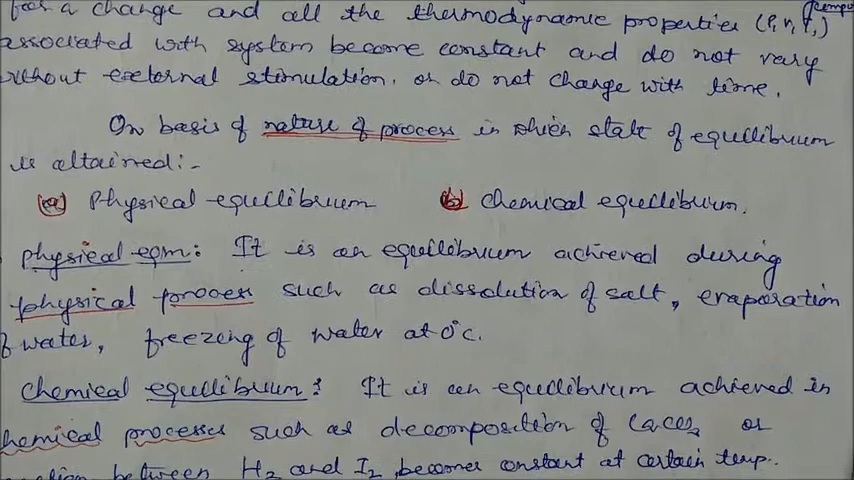 for a change and all the thermodynamic properties (P, n, T,)
associated with system become constant and do not vary
without external stimulation. or do not change with time.
On basis of nature of process in which state of equilibrium
is attained:-
(a) Physical equilibrium (b) Chemical equilibrium.
physical eqm: It is an equilibrium achieved during
physical process such as dissolution of salt, evaporation
of water, freezing of water at 0°c.
chemical equilibrium: It is an equilibrium achieved in
chemical processes such as decomposition of CaCO3 or
between H2 and I2, becomes constant at certain temp.